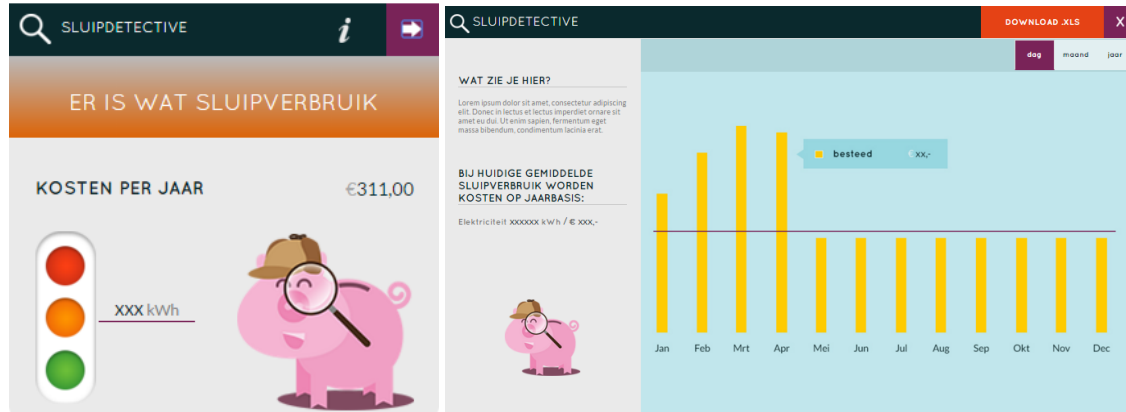 SLUIPDETECTIVE
i
ER IS WAT SLUIPVERBRUIK
KOSTEN PER JAAR €311,00
XXX kWh
SLUIPDETECTIVE
DOWNLOAD .XLS X
dag maand jaar
WAT ZIE JE HIER?
Lorem ipsum dolor sit amet, consectetur adipiscing
elit. Donec in lectus et lectus imperdiet ornare sit
amet eu dui. Ut enim sapien, fermentum eget
massa bibendum, condimentum lacinia erat.
BIJ HUIDIGE GEMIDDELDE
SLUIPVERBRUIK WORDEN
KOSTEN OP JAARBASIS:
Elektriciteit xxxxxx kWh / € xxx,-
besteed € xx,-
Jan Feb Mrt Apr Mei Jun Jul Aug Sep Okt Nov Dec